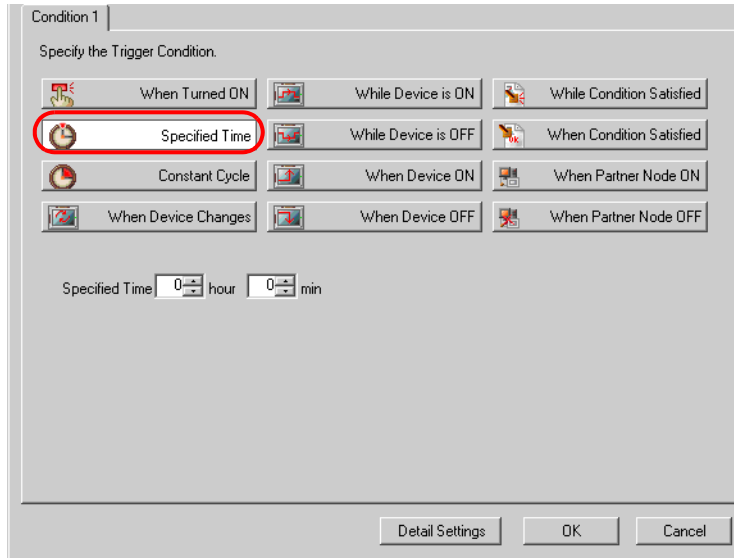 Condition 1
Specify the Trigger Condition.
When Turned ON While Device is ON While Condition Satisfied
Specified Time While Device is OFF When Condition Satisfied
Constant Cycle When Device ON When Partner Node ON
When Device Changes When Device OFF When Partner Node OFF
Specified Time 0 hour 0 min
Detail Settings OK Cancel